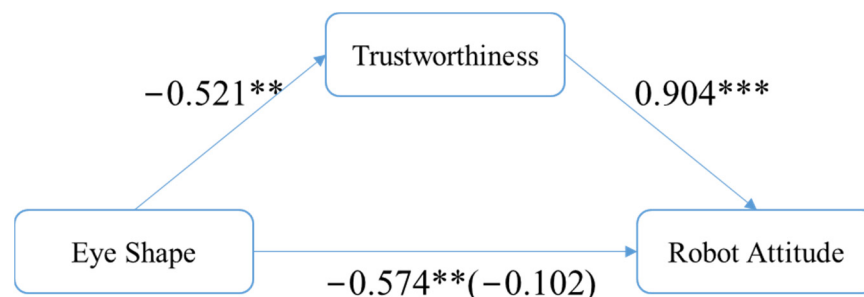 Trustworthiness
−0.521**
0.904***
Eye Shape
Robot Attitude
−0.574**(−0.102)